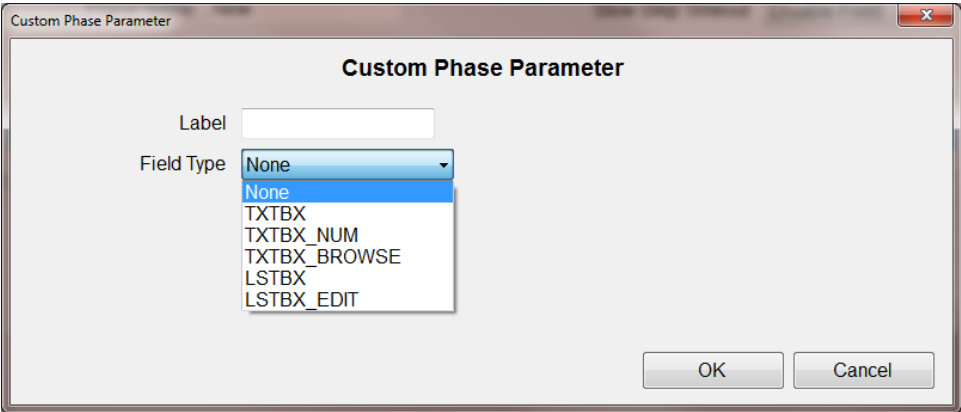 Custom Phase Parameter
Custom Phase Parameter
Label
Field Type None
None
TXTBX
TXTBX_NUM
TXTBX_BROWSE
LSTBX
LSTBX_EDIT
OK Cancel